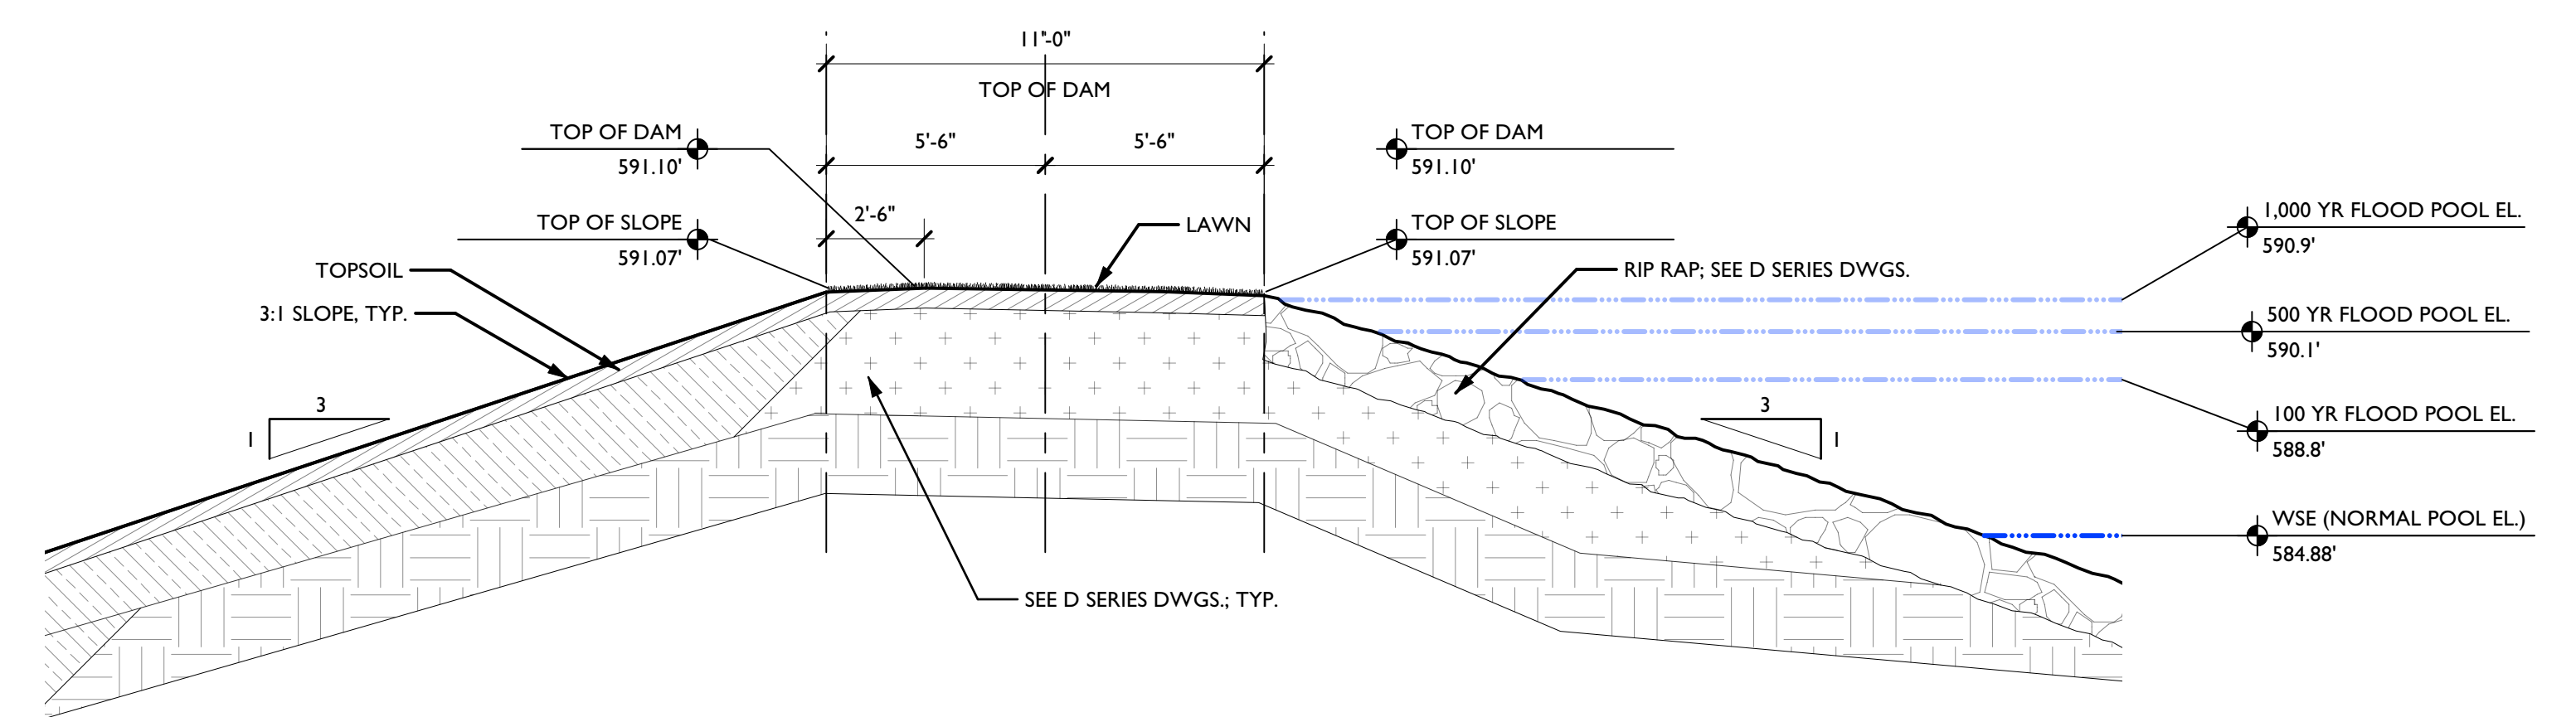 11"-0"
TOP OF DAM
TOP OF DAM
591.10'
5'-6"
5'-6"
TOP OF DAM
591.10'
TOP OF SLOPE
591.07'
2'-6"
LAWN
TOP OF SLOPE
591.07'
1,000 YR FLOOD POOL EL.
590.9'
TOPSOIL
3:1 SLOPE, TYP.
RIP RAP; SEE D SERIES DWGS.
500 YR FLOOD POOL EL.
590.1'
3
1
3
1
100 YR FLOOD POOL EL.
588.8'
WSE (NORMAL POOL EL.)
584.88'
SEE D SERIES DWGS.; TYP.